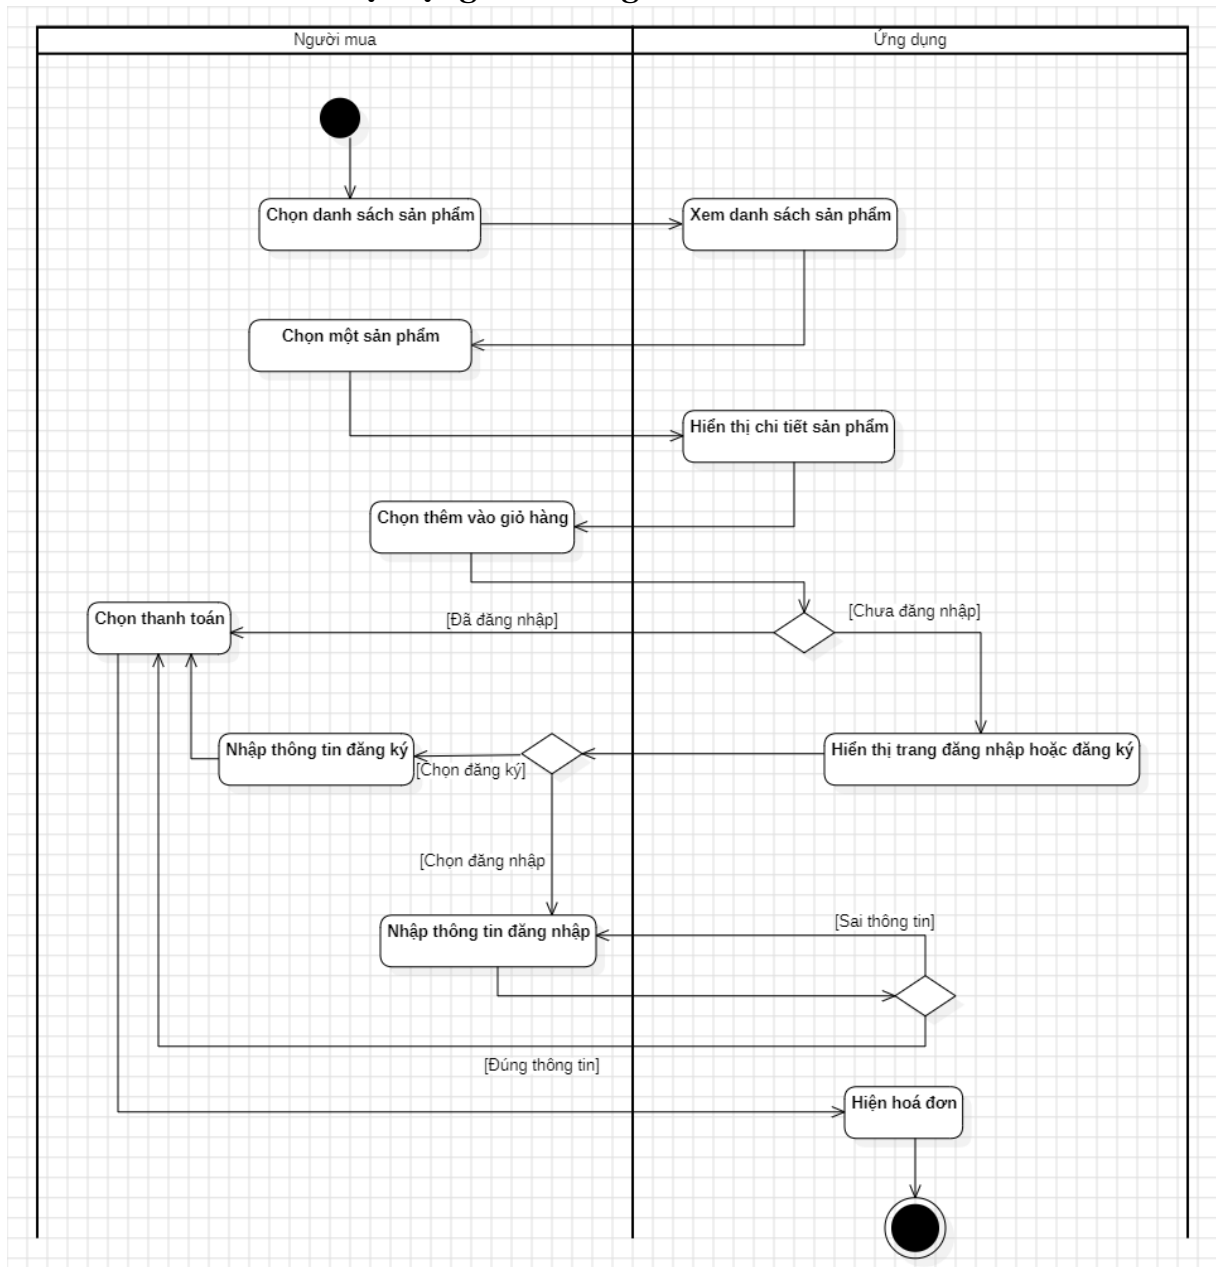 Người mua
Ứng dụng
Chọn danh sách sản phẩm
Xem danh sách sản phẩm
Chọn một sản phẩm
Hiển thị chi tiết sản phẩm
Chọn thêm vào giỏ hàng
Chọn thanh toán
[Đã đăng nhập]
[Chưa đăng nhập]
Nhập thông tin đăng ký
[Chọn đăng ký]
Hiển thị trang đăng nhập hoặc đăng ký
[Chọn đăng nhập
Nhập thông tin đăng nhập
[Sai thông tin]
[Đúng thông tin]
Hiện hoá đơn